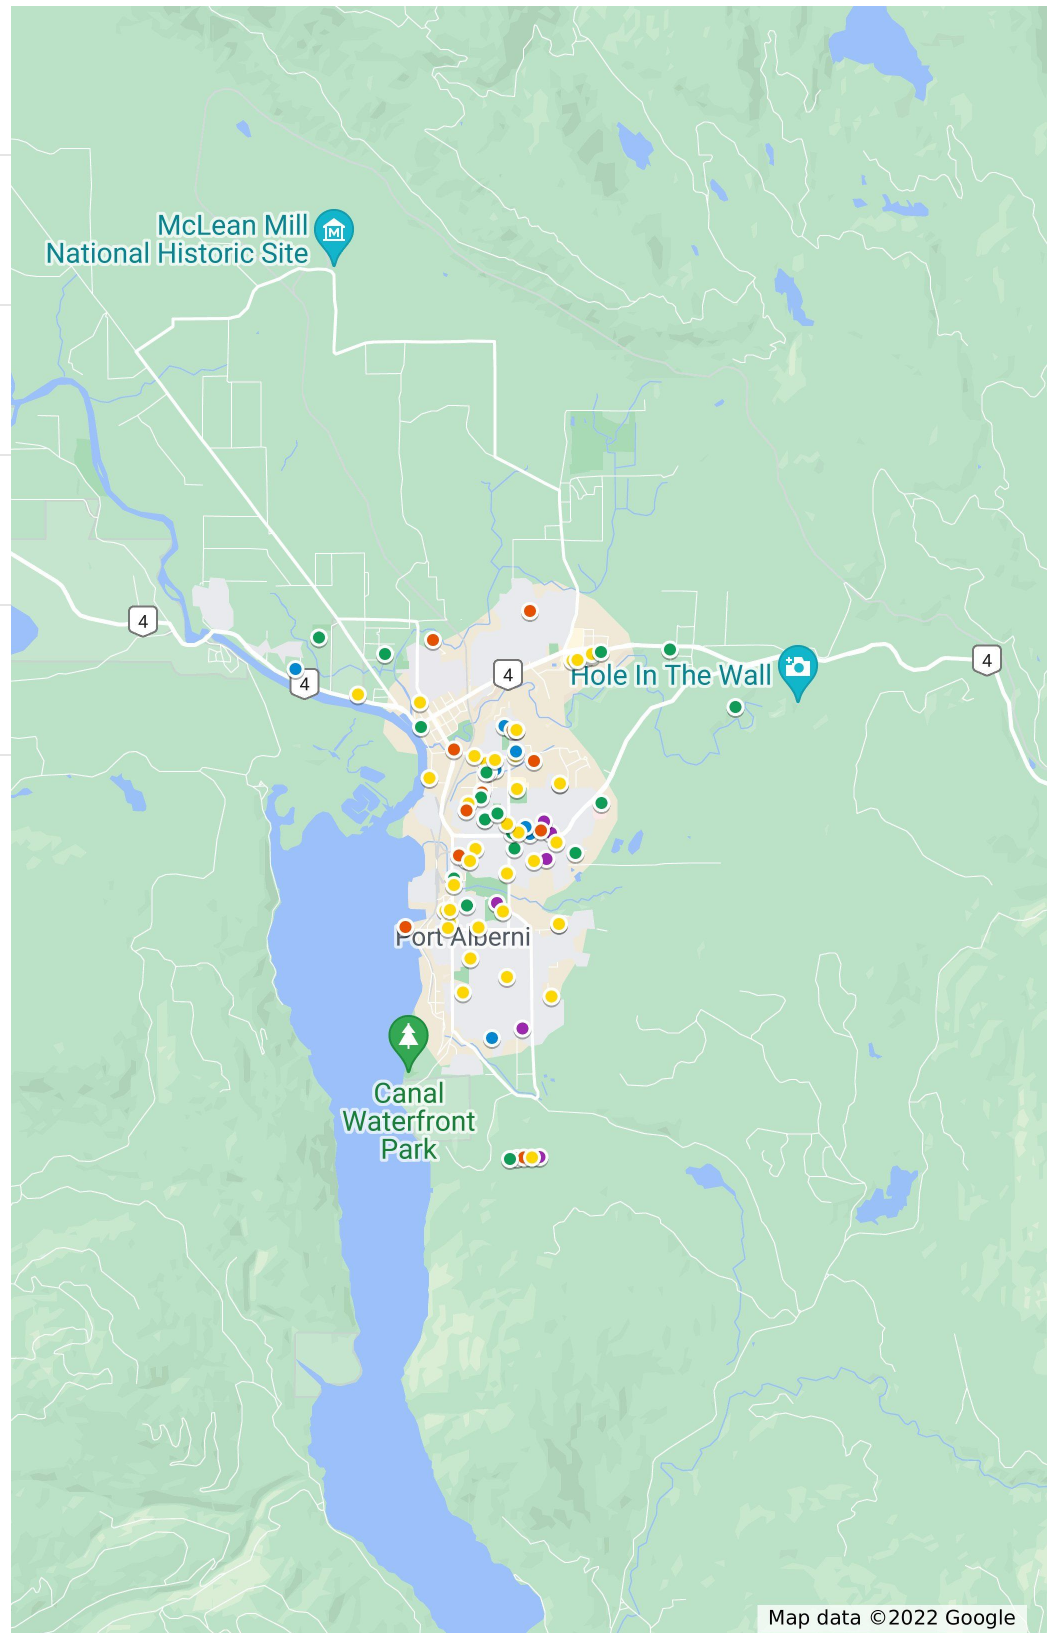 McLean Mill
National Historic Site
4
4
4
4
Hole In The Wall
Port Alberni
Canal
Waterfront
Park
Map data ©2022 Google